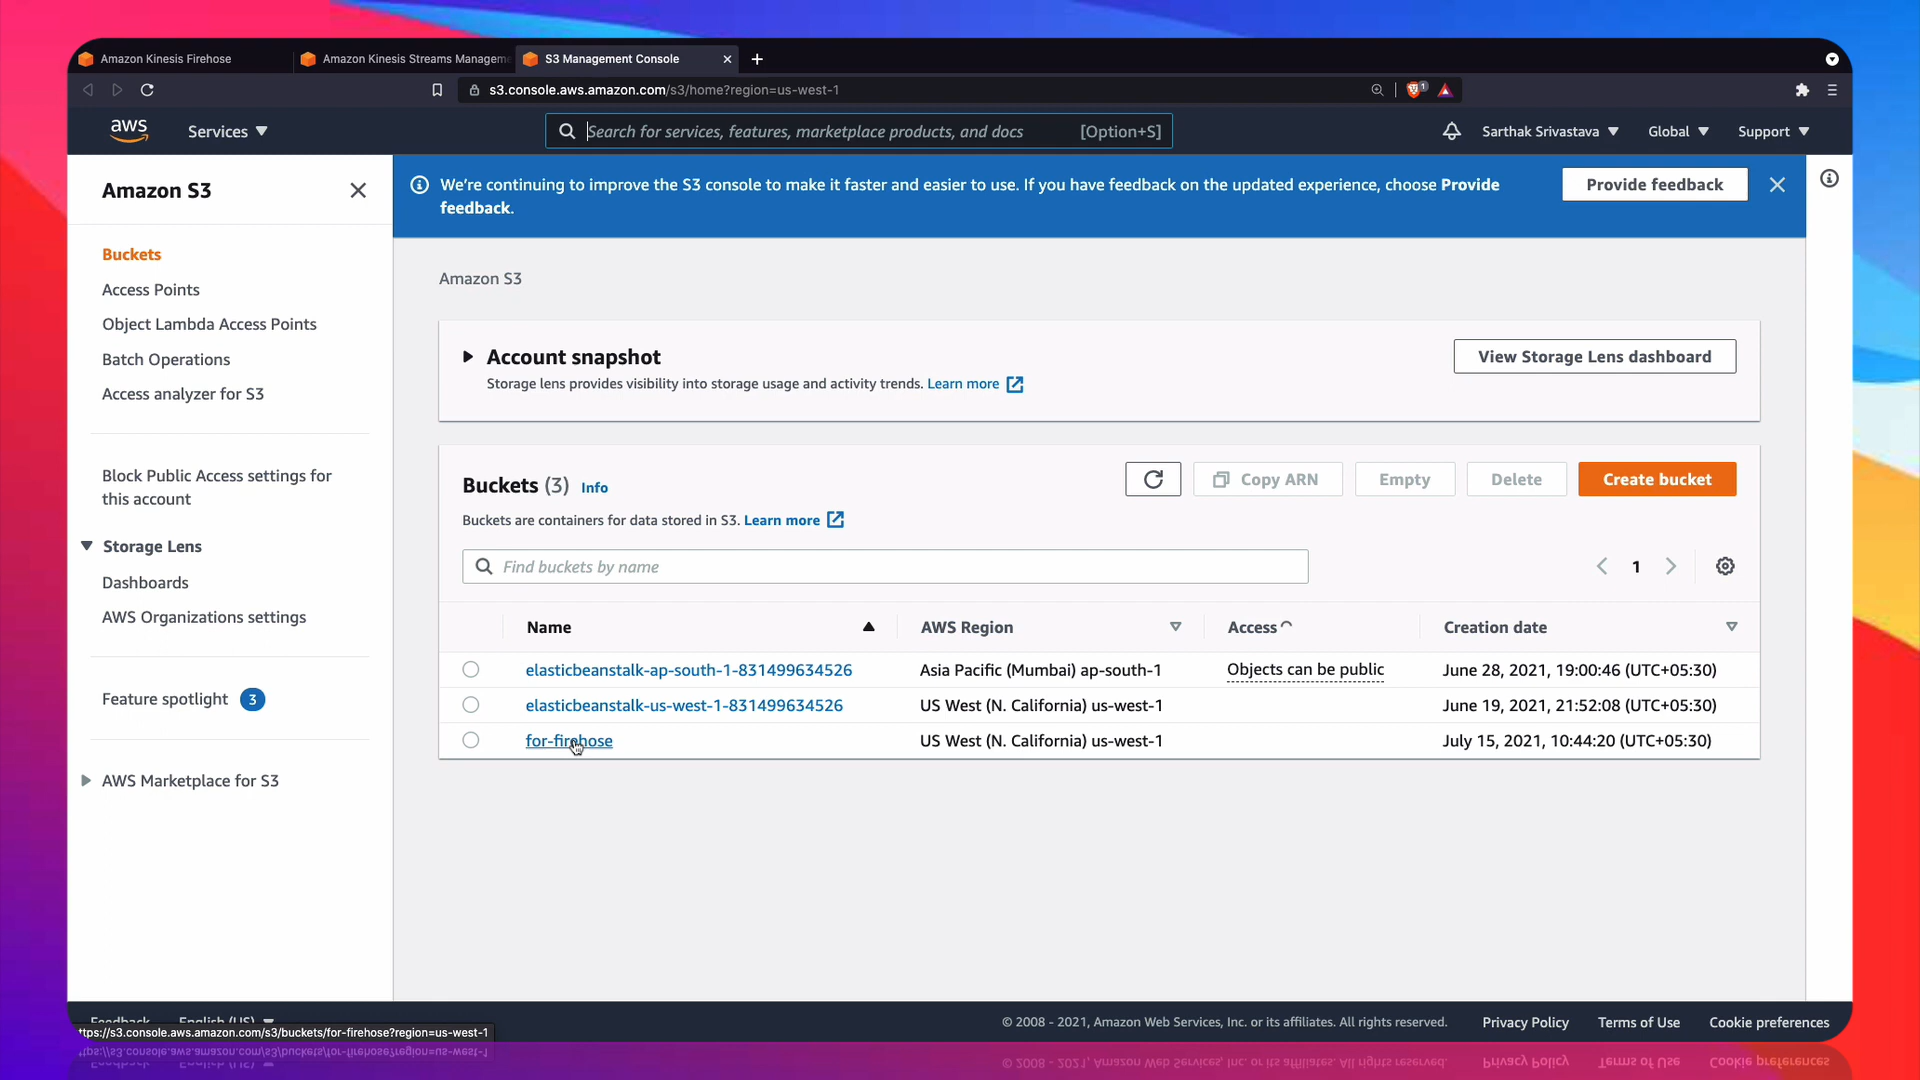 Amazon Kinesis Firehose
Amazon Kinesis Streams Manageme
S3 Management Console
s3.console.aws.amazon.com/s3/home?region=us-west-1
1
aws
Services
Search for services, features, marketplace products, and docs [Option+S]
Sarthak Srivastava
Global
Support
Amazon S3
Buckets
Access Points
Object Lambda Access Points
Batch Operations
Access analyzer for S3
Block Public Access settings for
this account
Storage Lens
Dashboards
AWS Organizations settings
Feature spotlight 3
AWS Marketplace for S3
We're continuing to improve the S3 console to make it faster and easier to use. If you have feedback on the updated experience, choose Provide
feedback.
Provide feedback
Amazon S3
Account snapshot
Storage lens provides visibility into storage usage and activity trends. Learn more
View Storage Lens dashboard
Buckets (3) Info
Copy ARN
Empty
Delete
Create bucket
Buckets are containers for data stored in S3. Learn more
Find buckets by name
1
Name AWS Region Access Creation date
elasticbeanstalk-ap-south-1-831499634526 Asia Pacific (Mumbai) ap-south-1 Objects can be public June 28, 2021, 19:00:46 (UTC+05:30)
elasticbeanstalk-us-west-1-831499634526 US West (N. California) us-west-1 June 19, 2021, 21:52:08 (UTC+05:30)
for-firehose US West (N. California) us-west-1 July 15, 2021, 10:44:20 (UTC+05:30)
Feedback English (US)
© 2008 - 2021, Amazon Web Services, Inc. or its affiliates. All rights reserved. Privacy Policy Terms of Use Cookie preferences
ttps://s3.console.aws.amazon.com/s3/buckets/for-firehose?region=us-west-1